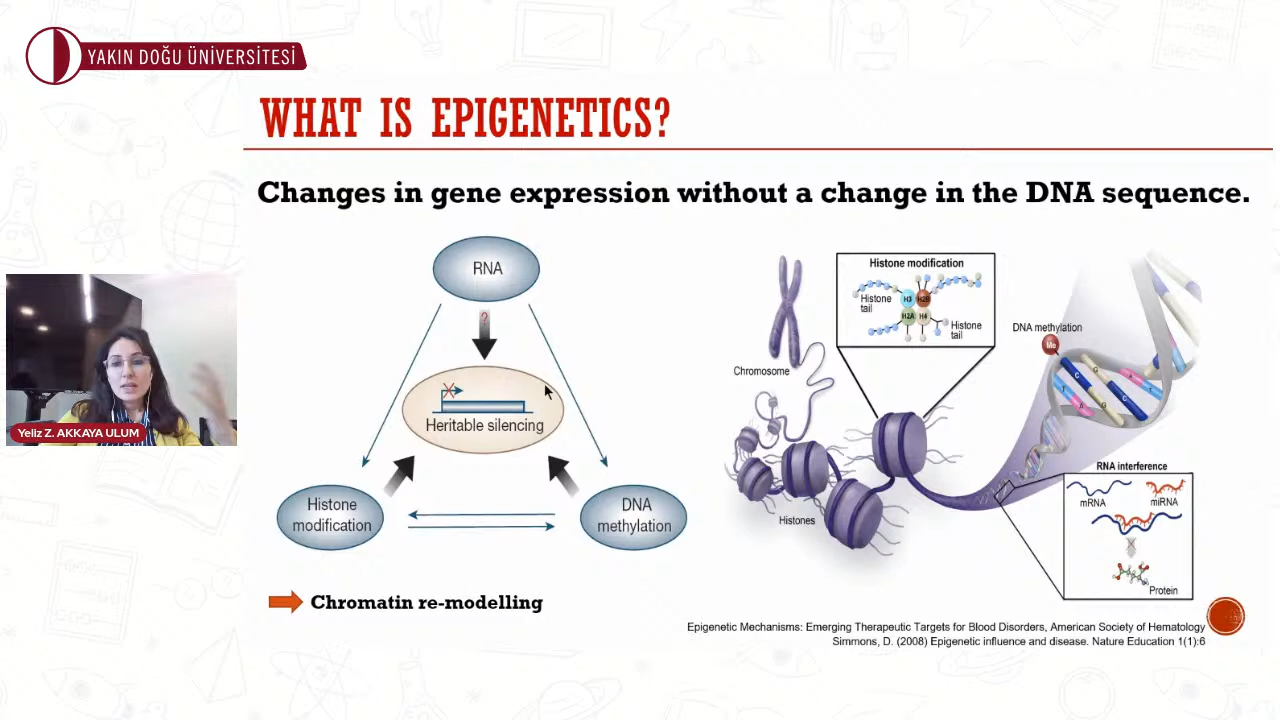 YAKIN DOĞU ÜNİVERSİTESİ
WHAT IS EPIGENETICS?
Changes in gene expression without a change in the DNA sequence.
RNA
?
Heritable silencing
Histone
modification
DNA
methylation
Chromatin re-modelling
Yeliz Z. AKKAYA ULUM
Histone modification
Histone
tail
H3
H2B
H2A
H4
Histone
tail
Chromosome
Histones
DNA methylation
Me
C
G
T
A
G
C
A
T
RNA interference
mRNA
miRNA
Protein
Epigenetic Mechanisms: Emerging Therapeutic Targets for Blood Disorders, American Society of Hematology
Simmons, D. (2008) Epigenetic influence and disease. Nature Education 1(1):6